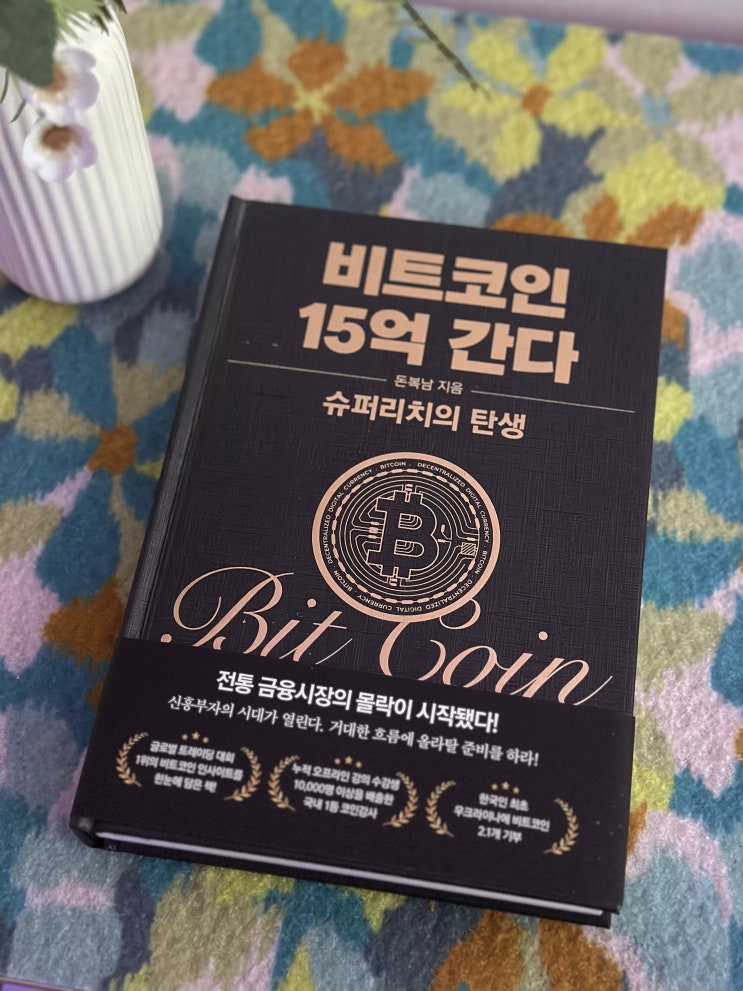 비트코인
15억 간다
돈복남 지음
슈퍼리치의 탄생
BITCOIN · DECENTRALIZED DIGITAL CURRENCY · BITCOIN · DECENTRALIZED DIGITAL CURRENCY · BITCOIN · DECENTRALIZED DIGITAL CURRENCY ·
Bit Coin
전통 금융시장의 몰락이 시작됐다!
신흥부자의 시대가 열린다. 거대한 흐름에 올라탈 준비를 하라!
글로벌 트레이딩 대회
1위의 비트코인 인사이트를
한눈에 담은 책!
누적 오프라인 강의 수강생
10,000명 이상을 배출한
국내 1등 코인강사
한국인 최초
우크라이나에 비트코인
2.1개 기부